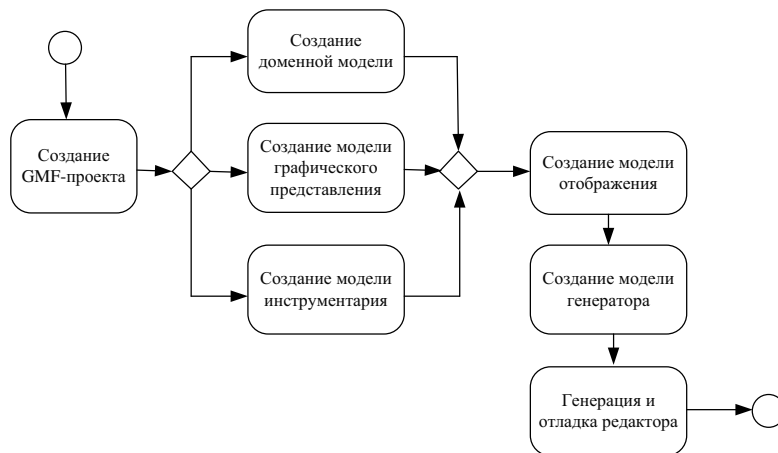 Создание
GMF-проекта
Создание
доменной модели
Создание модели
графического
представления
Создание модели
инструментария
Создание модели
отображения
Создание модели
генератора
Генерация и
отладка редактора